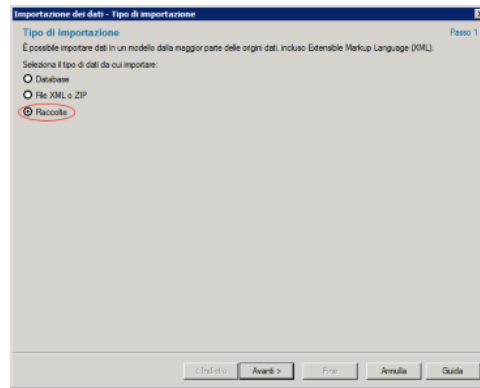 Importazione dei dati - Tipo di importazione
Tipo di importazione
Passo 1
È possibile importare dati in un modello dalla maggior parte delle origini dati, incluso Extensible Markup Language (XML).
Seleziona il tipo di dati da cui importare:
Database
File XML o ZIP
Raccolte
< Indietro Avanti > Fine Annulla Guida